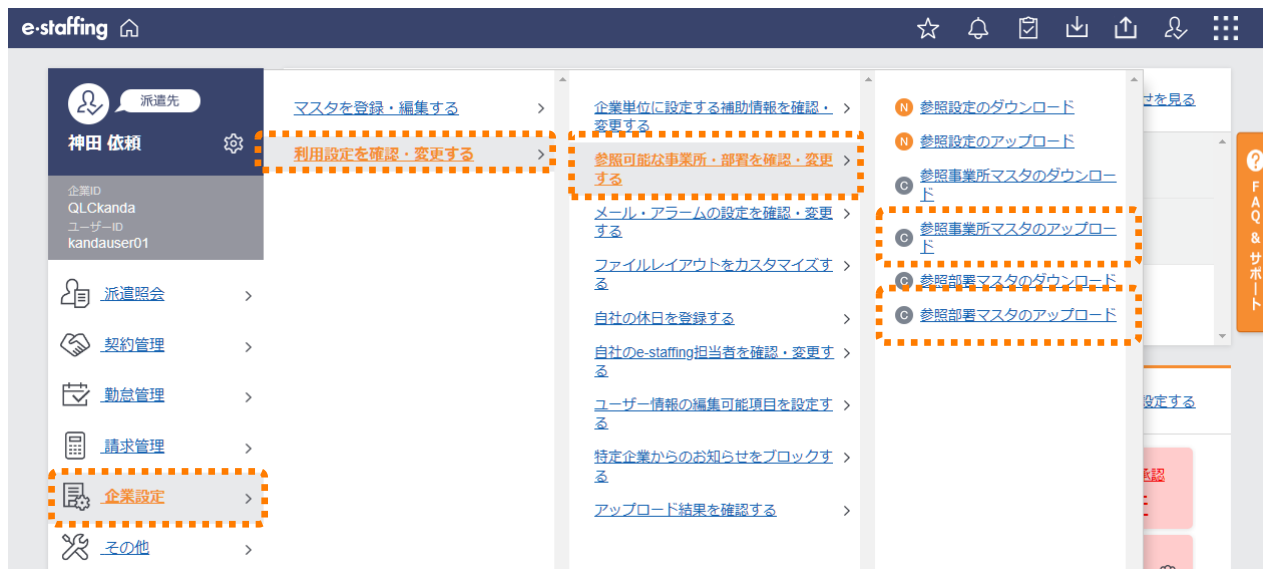 e-staffing
派遣先
神田 依頼
企業ID
QLCkanda
ユーザーID
kandauser01
派遣照会
契約管理
勤怠管理
請求管理
企業設定
その他
マスタを登録・編集する
利用設定を確認・変更する
企業単位に設定する補助情報を確認・
変更する
参照可能な事業所・部署を確認・変更
する
メール・アラームの設定を確認・変更
する
ファイルレイアウトをカスタマイズす
る
自社の休日を登録する
自社のe-staffing担当者を確認・変更す
る
ユーザー情報の編集可能項目を設定す
る
特定企業からのお知らせをブロックす
る
アップロード結果を確認する
N 参照設定のダウンロード
N 参照設定のアップロード
C 参照事業所マスタのダウンロー
ド
C 参照事業所マスタのアップロー
ド
C 参照部署マスタのダウンロード
C 参照部署マスタのアップロード
せを見る
設定する
承認
? FAQ & サポート